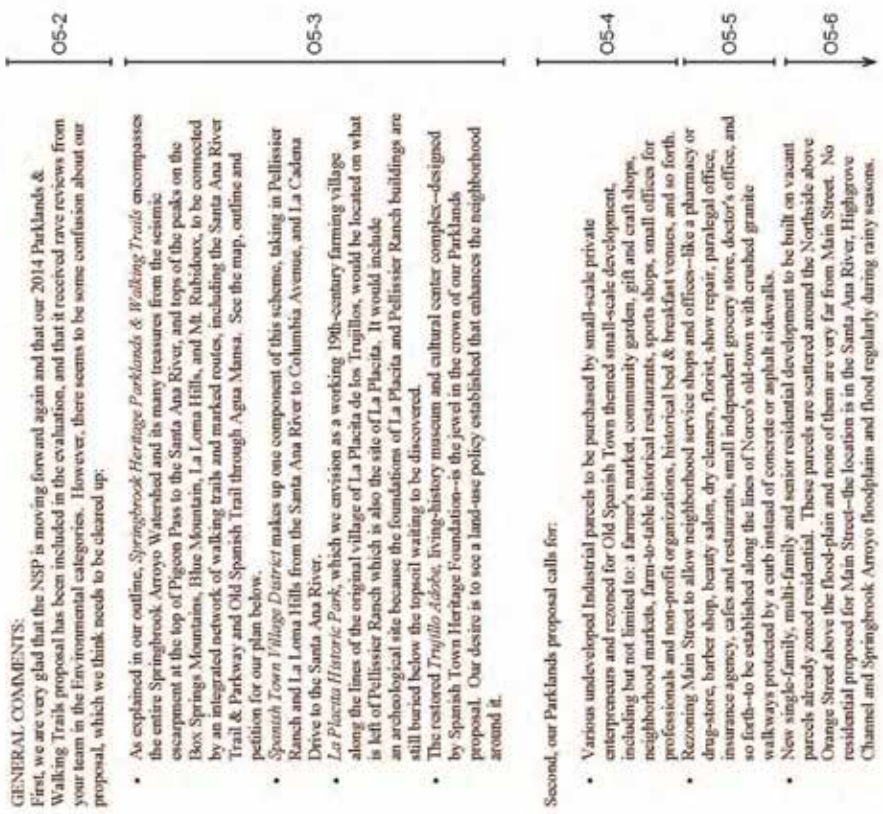 GENERAL COMMENTS:
First, we are very glad that the NSP is moving forward again and that our 2014 Parklands &
Walking Trails proposal has been included in the evaluation, and that it received rave reviews from
your team in the Environmental categories. However, there seems to be some confusion about our
proposal, which we think needs to be cleared up:
05-2
• As explained in our outline, Springbrook Heritage Parklands & Walking Trails encompasses
the entire Springbrook Arroyo Watershed and its many treasures from the seismic
escarpment at the top of Pigeon Pass to the Santa Ana River, and tops of the peaks on the
Box Springs Mountains, Blue Mountain, La Loma Hills, and Mt. Rubidoux, to be connected
by an integrated network of walking trails and marked routes, including the Santa Ana River
Trail & Parkway and Old Spanish Trail through Agua Mansa. See the map, outline and
petition for our plan below.
• Spanish Town Village District makes up one component of this scheme, taking in Pellissier
Ranch and La Loma Hills from the Santa Ana River to Columbia Avenue, and La Cadena
Drive to the Santa Ana River.
• La Placita Historic Park, which we envision as a working 19th-century farming village
along the lines of the original village of La Placita de los Trujillos, would be located on what
is left of Pellissier Ranch which is also the site of La Placita. It would include
an archeological site because the foundations of La Placita and Pellissier Ranch buildings are
still buried below the topsoil waiting to be discovered.
• The restored Trujillo Adobe, living-history museum and cultural center complex--designed
by Spanish Town Heritage Foundation--is the jewel in the crown of our Parklands
proposal. Our desire is to see a land-use policy established that enhances the neighborhood
around it.
05-3
Second, our Parklands proposal calls for:
• Various undeveloped Industrial parcels to be purchased by small-scale private
enterpreneurs and rezoned for Old Spanish Town themed small-scale development,
including but not limited to: a farmer's market, community garden, gift and craft shops,
neighborhood markets, farm-to-table historical restaurants, sports shops, small offices for
professionals and non-profit organizations, historical bed & breakfast venues, and so forth.
05-4
• Rezoning Main Street to allow neighborhood service shops and offices--like a pharmacy or
drug-store, barber shop, beauty salon, dry cleaners, florist, show repair, paralegal office,
insurance agency, cafes and restaurants, small independent grocery store, doctor's office, and
so forth--to be established along the lines of Norco's old-town with crushed granite
walkways protected by a curb instead of concrete or asphalt sidewalks.
05-5
• New single-family, multi-family and senior residential development to be built on vacant
parcels already zoned residential. These parcels are scattered around the Northside above
Orange Street above the flood-plain and none of them are very far from Main Street. No
residential proposed for Main Street--the location is in the Santa Ana River, Highgrove
Channel and Springbrook Arroyo floodplains and flood regularly during rainy seasons.
05-6